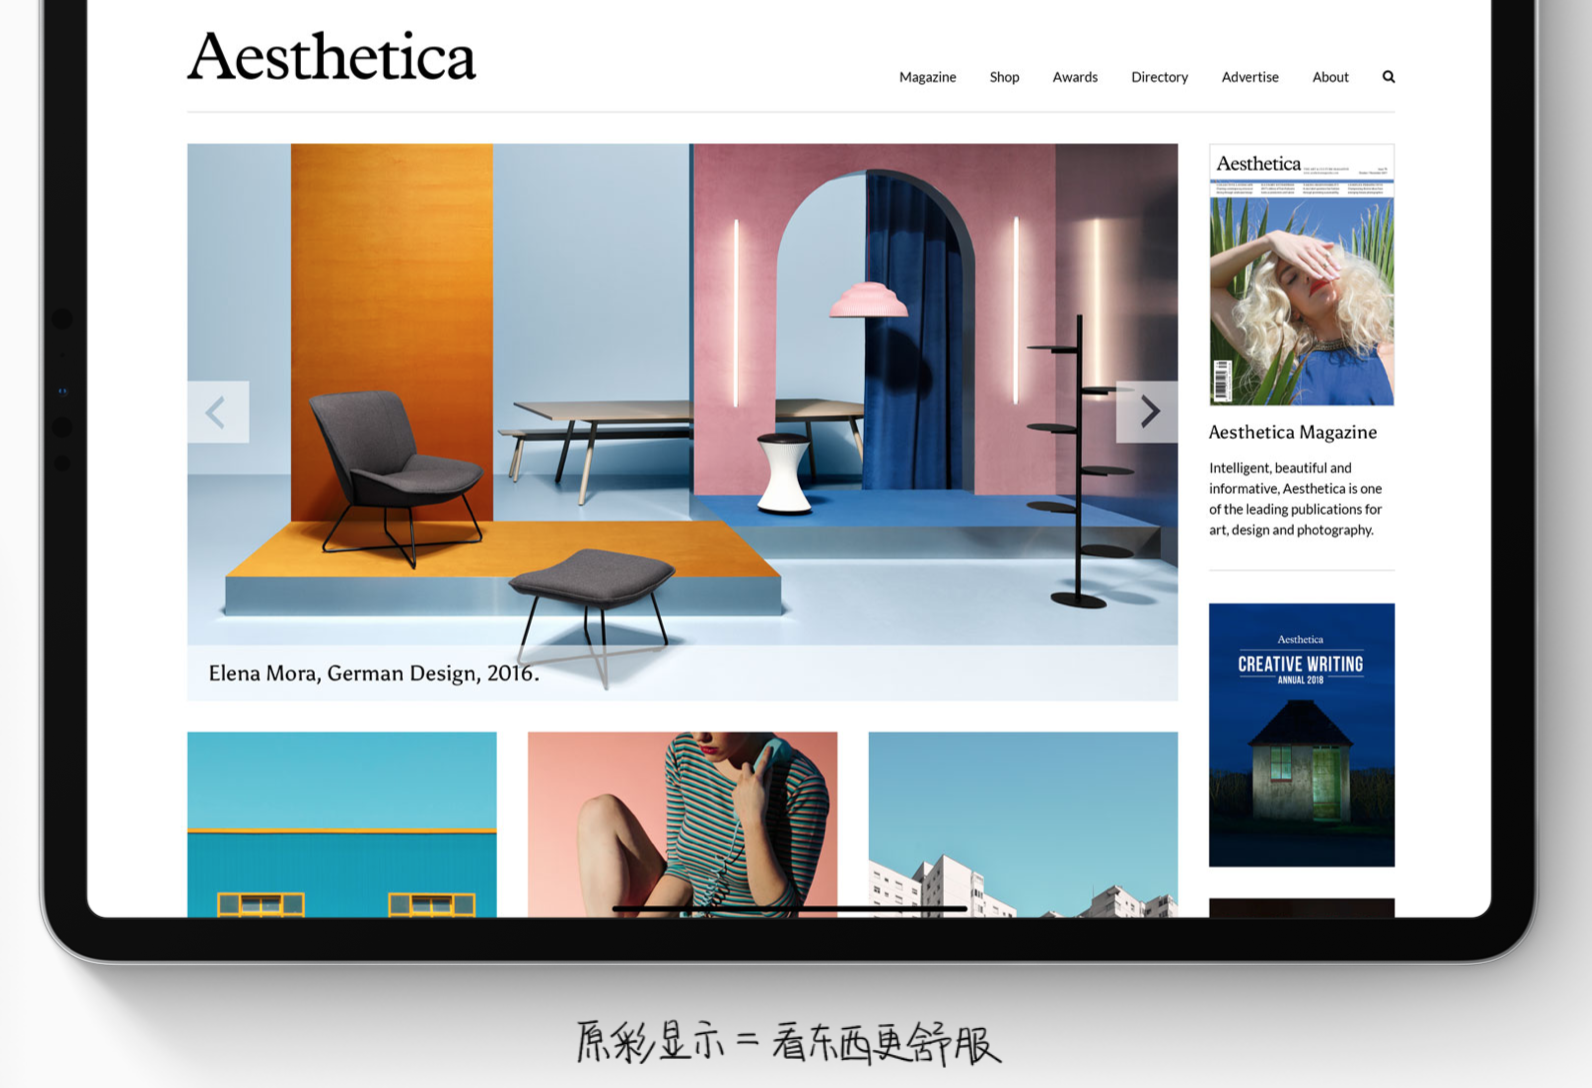 Aesthetica
Magazine Shop Awards Directory Advertise About
Elena Mora, German Design, 2016.
Aesthetica
Aesthetica Magazine
Intelligent, beautiful and
informative, Aesthetica is one
of the leading publications for
art, design and photography.
Aesthetica
CREATIVE WRITING
ANNUAL 2018
原彩显示 = 看东西更舒服